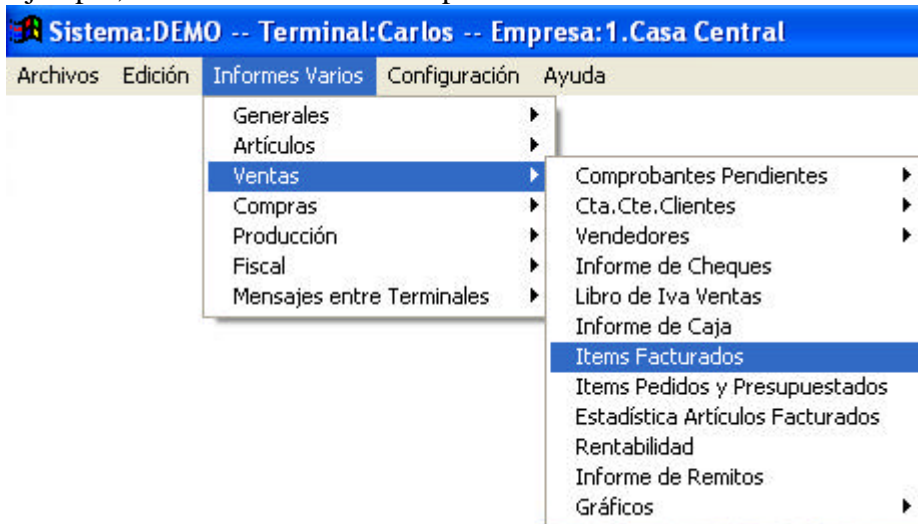 Sistema:DEMO -- Terminal:Carlos -- Empresa:1.Casa Central
Archivos Edición Informes Varios Configuración Ayuda
Generales
Artículos
Ventas
Compras
Producción
Fiscal
Mensajes entre Terminales
Comprobantes Pendientes
Cta.Cte.Clientes
Vendedores
Informe de Cheques
Libro de Iva Ventas
Informe de Caja
Items Facturados
Items Pedidos y Presupuestados
Estadística Artículos Facturados
Rentabilidad
Informe de Remitos
Gráficos